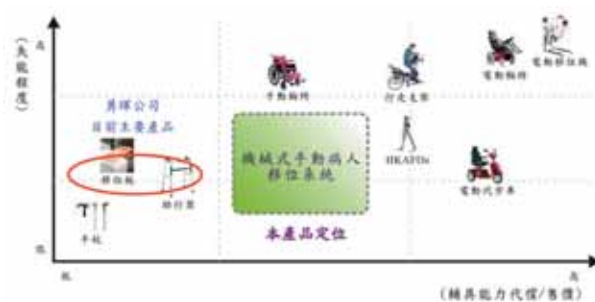 (失能程度)
高
電動移位機
電動輪椅
手動輪椅
行走支架
勇暉公司
目前主要產品
機械式手動病人
移位系統
HKAFOs
移位板
助行器
電動代步車
手杖
本產品定位
低
低
高
(輔具能力代償/售價)